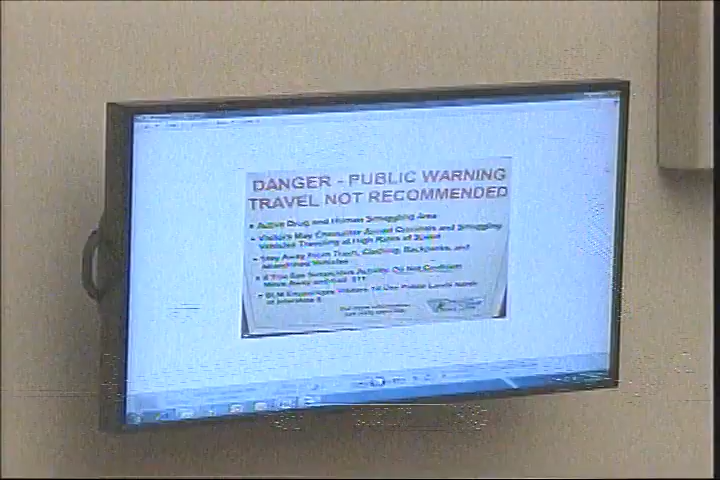 DANGER - PUBLIC WARNING
TRAVEL NOT RECOMMENDED
• Active Drug and Human Smuggling Area
• Visitors May Encounter Armed Criminals and Smuggling
Vehicles Traveling at High Rates of Speed
• Stay Away From Trash, Clothing, Backpacks, and
Abandoned Vehicles
• If You See Suspicious Activity, Do Not Confront
Move Away and Call 911
• BLM Encourages Visitors To Use Public Lands North
of Interstate 8